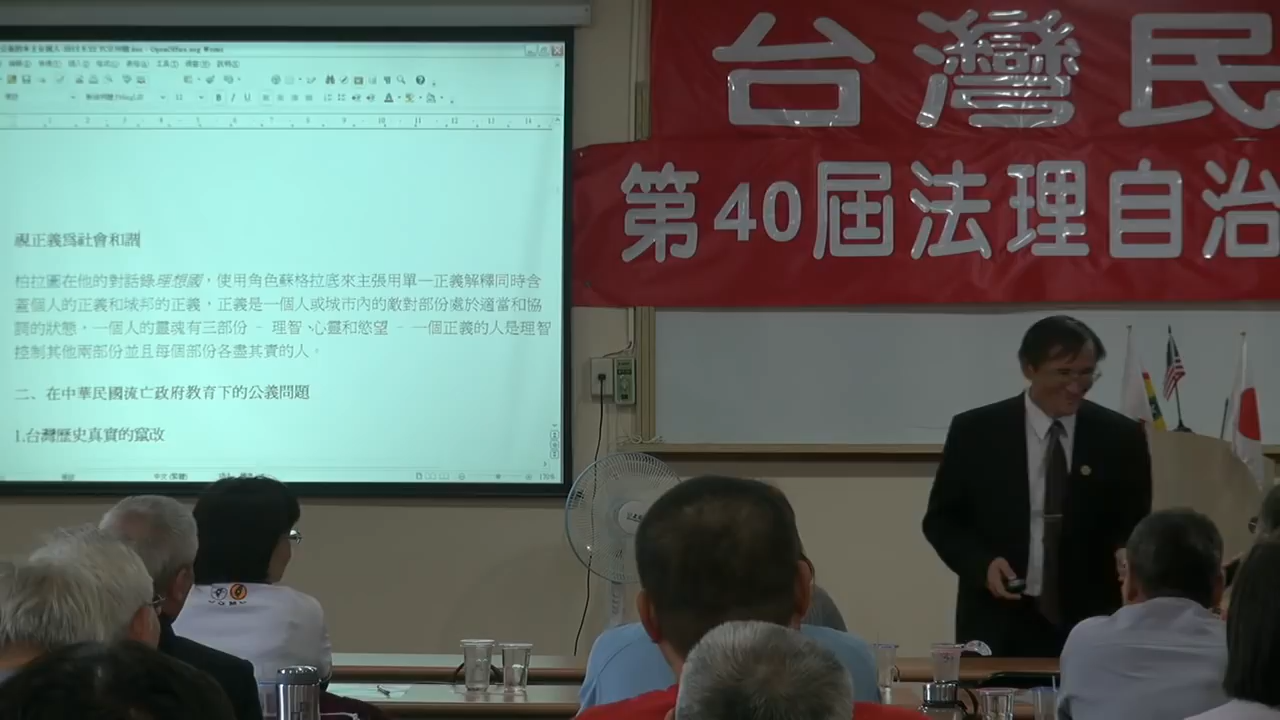 視正義為社會和諧
柏拉圖在他的對話錄理想國，使用角色蘇格拉底來主張用單一正義解釋同時含
蓋個人的正義和城邦的正義，正義是一個人或城市內的敵對部份處於適當和協
調的狀態，一個人的靈魂有三部份 - 理智、心靈和慾望 - 一個正義的人是理智
控制其他兩部份並且每個部份各盡其責的人。
二、在中華民國流亡政府教育下的公義問題
1.台灣歷史真實的竄改
台灣民
第40屆法理自治